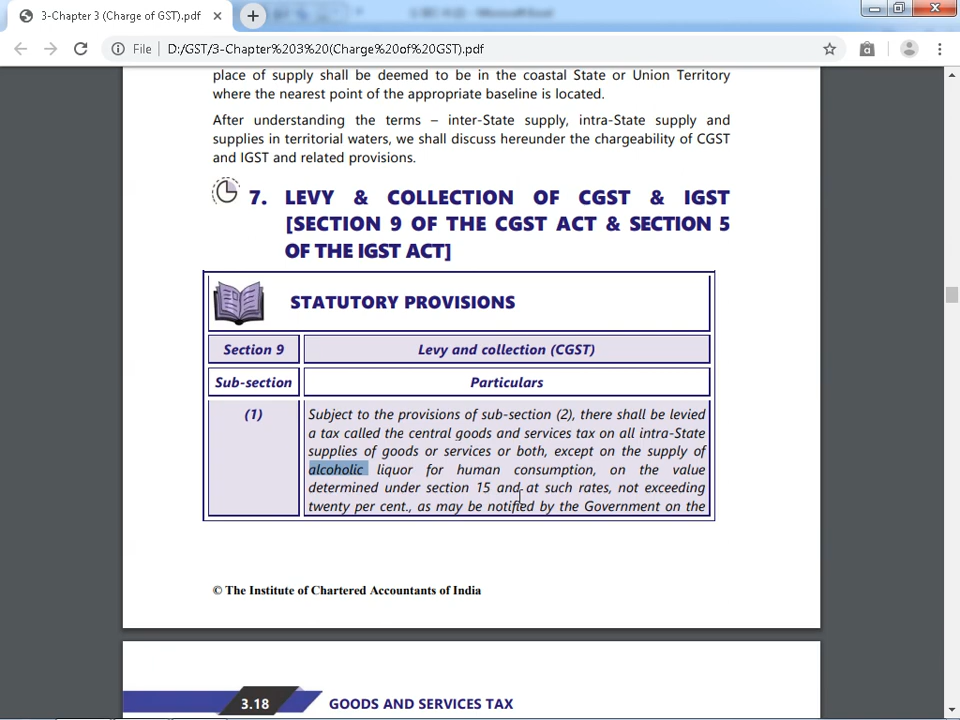 3-Chapter 3 (Charge of GST).pdf
File | D:/GST/3-Chapter%203%20(Charge%20of%20GST).pdf
place of supply shall be deemed to be in the coastal State or Union Territory
where the nearest point of the appropriate baseline is located.
After understanding the terms – inter-State supply, intra-State supply and
supplies in territorial waters, we shall discuss hereunder the chargeability of CGST
and IGST and related provisions.
7. LEVY & COLLECTION OF CGST & IGST
[SECTION 9 OF THE CGST ACT & SECTION 5
OF THE IGST ACT]
STATUTORY PROVISIONS
Section 9 Levy and collection (CGST)
Sub-section Particulars
(1) Subject to the provisions of sub-section (2), there shall be levied
a tax called the central goods and services tax on all intra-State
supplies of goods or services or both, except on the supply of
alcoholic liquor for human consumption, on the value
determined under section 15 and at such rates, not exceeding
twenty per cent., as may be notified by the Government on the
© The Institute of Chartered Accountants of India
3.18 GOODS AND SERVICES TAX